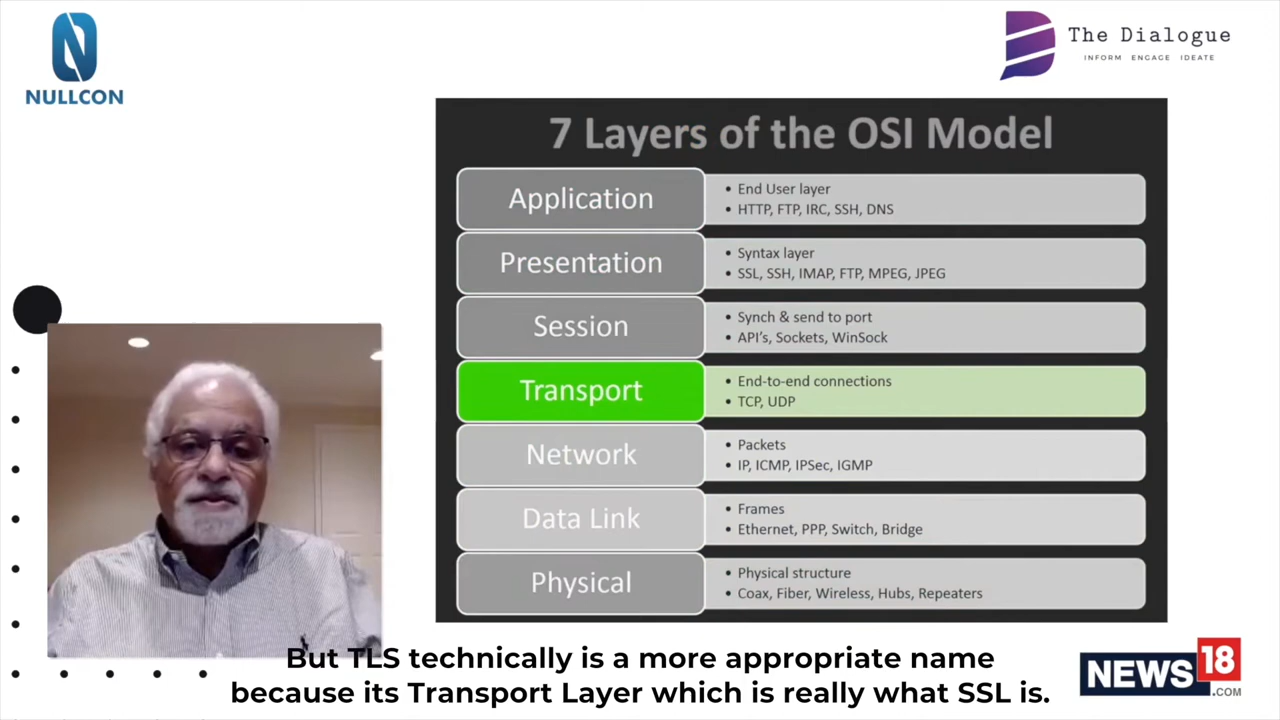 NULLCON
The Dialogue
INFORM ENGAGE IDEATE
7 Layers of the OSI Model
Application
• End User layer
• HTTP, FTP, IRC, SSH, DNS
Presentation
• Syntax layer
• SSL, SSH, IMAP, FTP, MPEG, JPEG
Session
• Synch & send to port
• API's, Sockets, WinSock
Transport
• End-to-end connections
• TCP, UDP
Network
• Packets
• IP, ICMP, IPSec, IGMP
Data Link
• Frames
• Ethernet, PPP, Switch, Bridge
Physical
• Physical structure
• Coax, Fiber, Wireless, Hubs, Repeaters
But TLS technically is a more appropriate name
because its Transport Layer which is really what SSL is.
NEWS18.COM